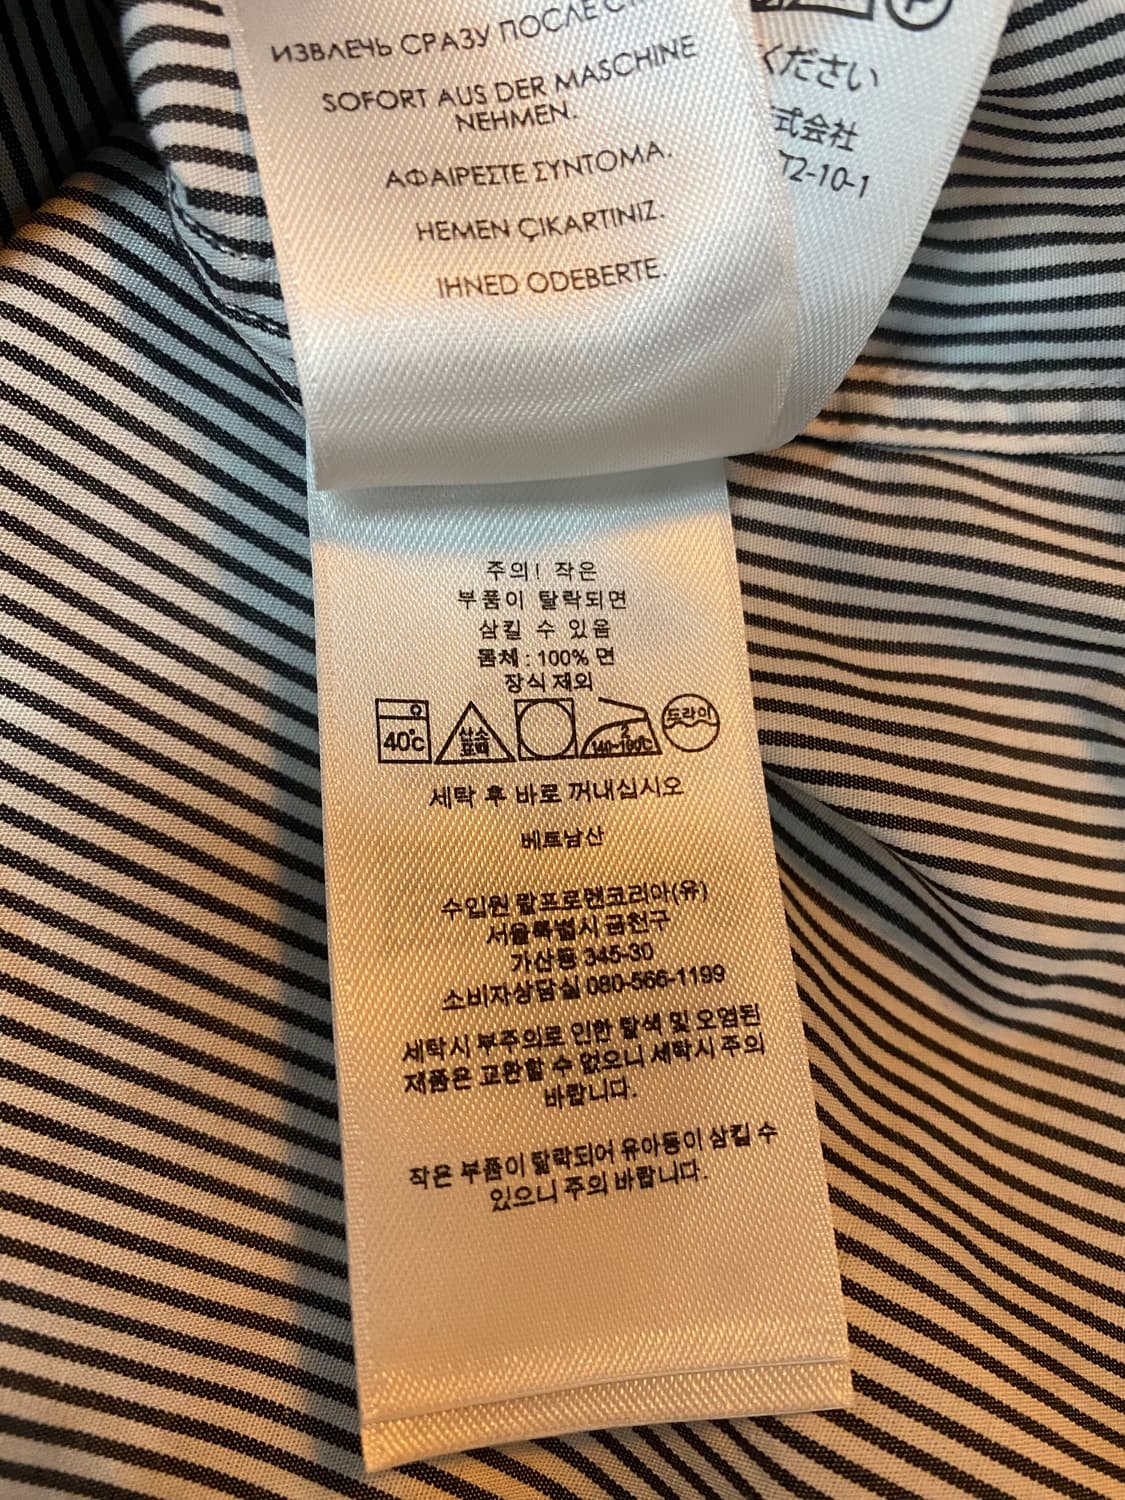 ИЗВЛЕЧЬ СРАЗУ ПОСЛЕ
SOFORT AUS DER MASCHINE
NEHMEN.
ΑΦΑΙΡΕΣΤΕ ΣΥΝΤΟΜΑ.
HEMEN ÇIKARTINIZ.
IHNED ODEBERTE.
ください
式会社
T2-10-1
주의! 작은
부품이 탈락되면
삼킬 수 있음
몸체 : 100% 면
장식 제외
40°c
산소
표백
2
140~160°C
드라이
세탁 후 바로 꺼내십시오
베트남산
수입원 랄프로렌코리아(유)
서울특별시 금천구
가산동 345-30
소비자상담실 080-566-1199
세탁시 부주의로 인한 탈색 및 오염된
제품은 교환할 수 없으니 세탁시 주의
바랍니다.
작은 부품이 탈락되어 유아등이 삼킬 수
있으니 주의 바랍니다.